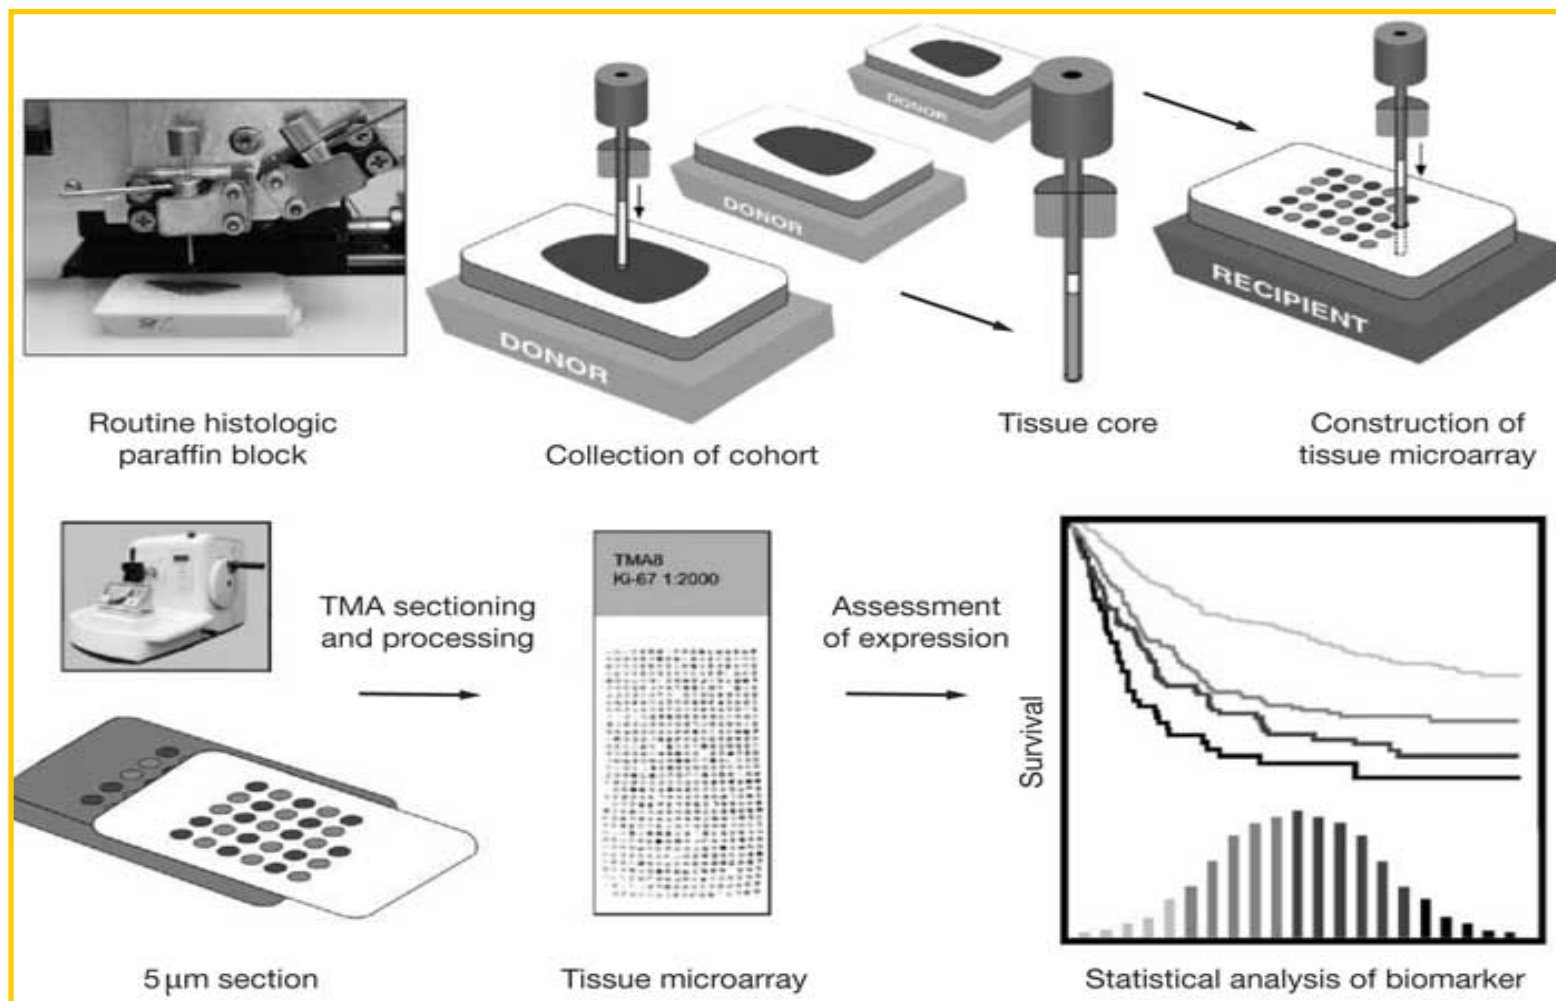 DONOR
DONOR
DONOR
RECIPIENT
Routine histologic
paraffin block
Collection of cohort
Tissue core
Construction of
tissue microarray
TMA sectioning
and processing
TMA8
Ki-67 1:2000
Assessment
of expression
Survival
5 µm section
Tissue microarray
Statistical analysis of biomarker